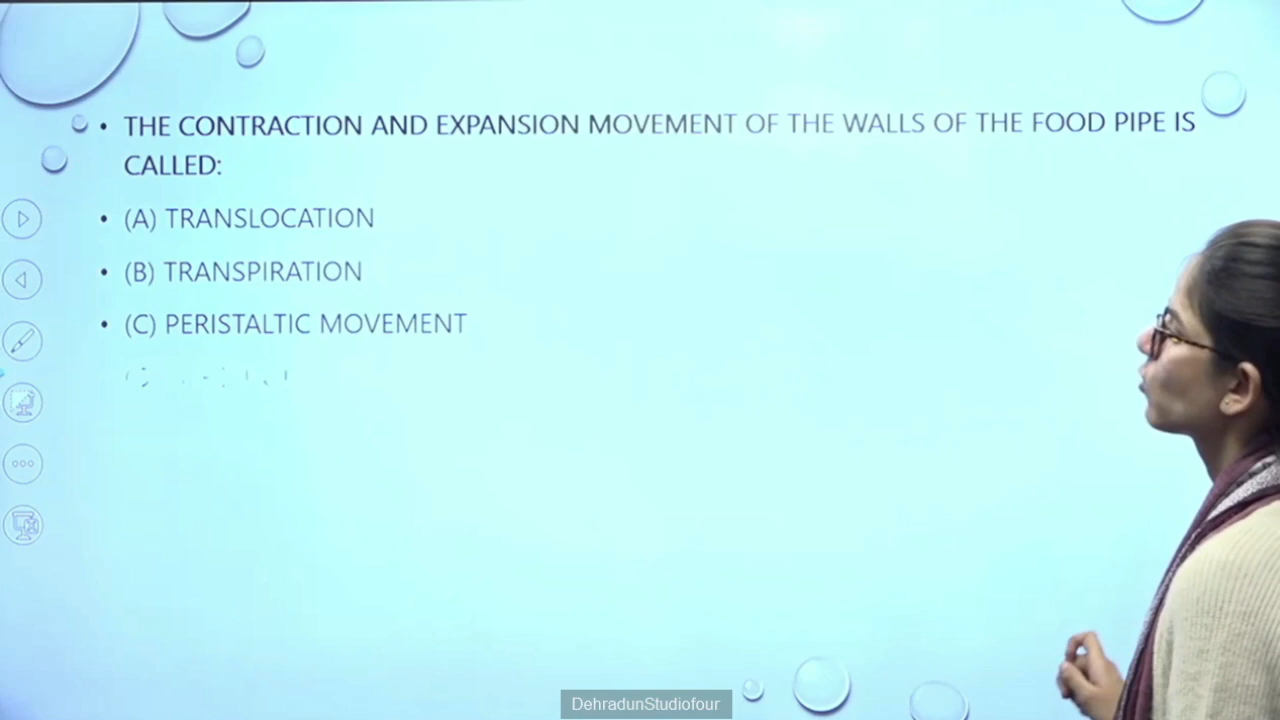 • THE CONTRACTION AND EXPANSION MOVEMENT OF THE WALLS OF THE FOOD PIPE IS
CALLED:
• (A) TRANSLOCATION
• (B) TRANSPIRATION
• (C) PERISTALTIC MOVEMENT
DehradunStudiofour